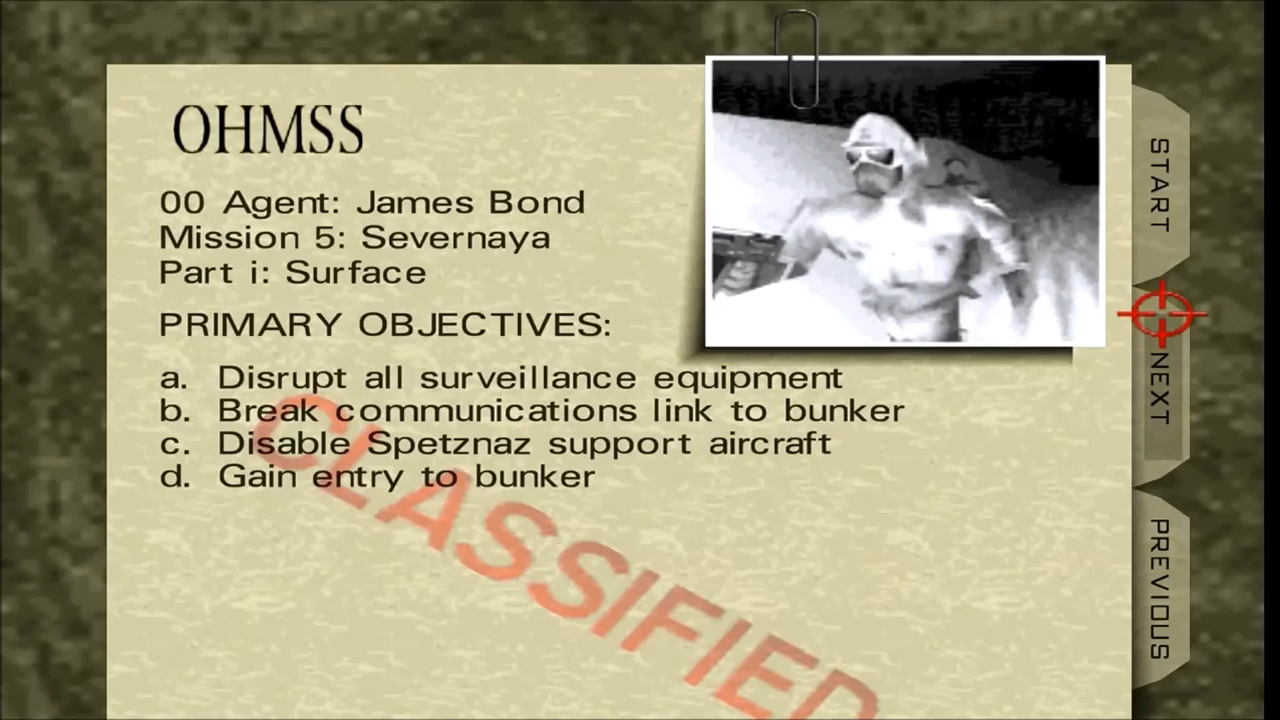 OHMSS
00 Agent: James Bond
Mission 5: Severnaya
Part i: Surface
PRIMARY OBJECTIVES:
a. Disrupt all surveillance equipment
b. Break communications link to bunker
c. Disable Spetznaz support aircraft
d. Gain entry to bunker
CLASSIFIED
START
NEXT
PREVIOUS